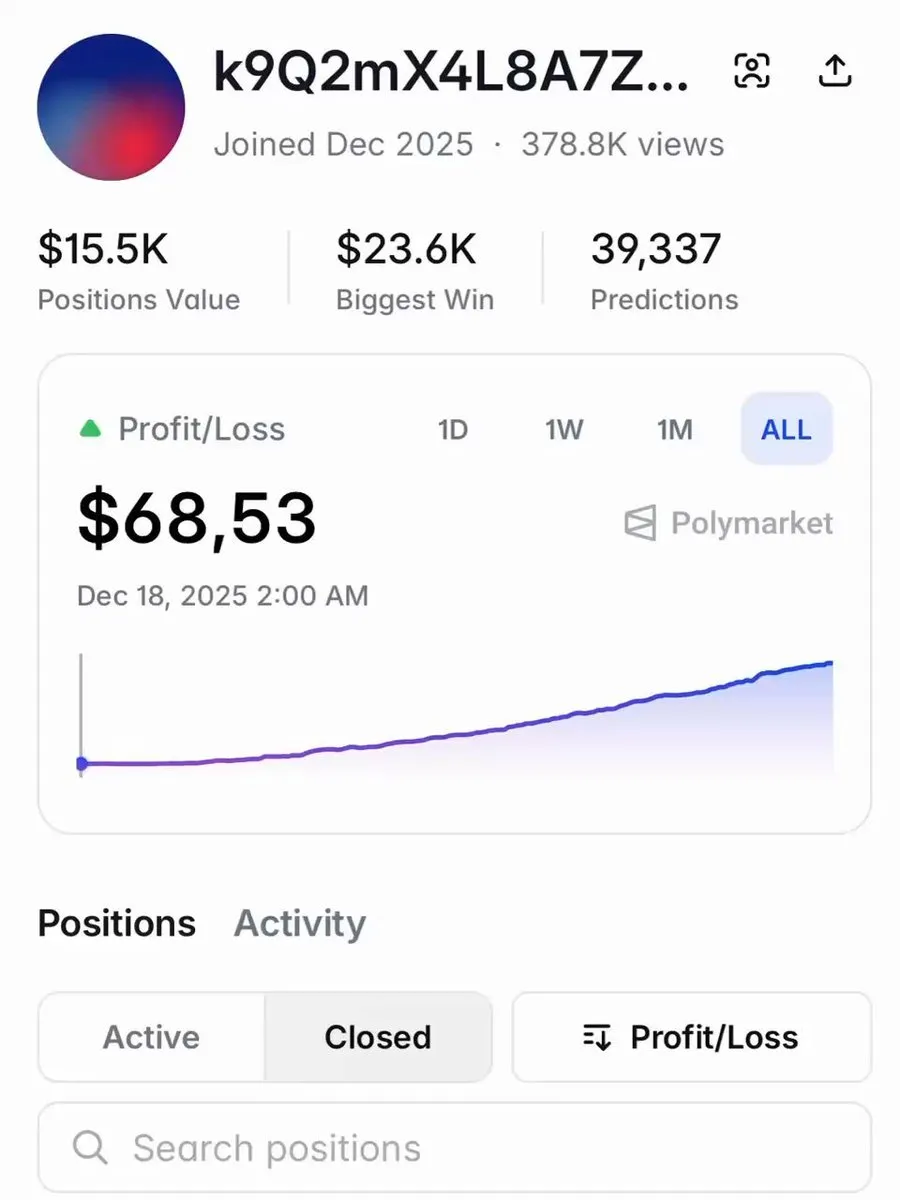 k9Q2mX4L8A7Z...
Joined Dec 2025 · 378.8K views
$15.5K
Positions Value
$23.6K
Biggest Win
39,337
Predictions
Profit/Loss
1D 1W 1M ALL
$68,53
Polymarket
Dec 18, 2025 2:00 AM
Positions Activity
Active Closed Profit/Loss
Search positions